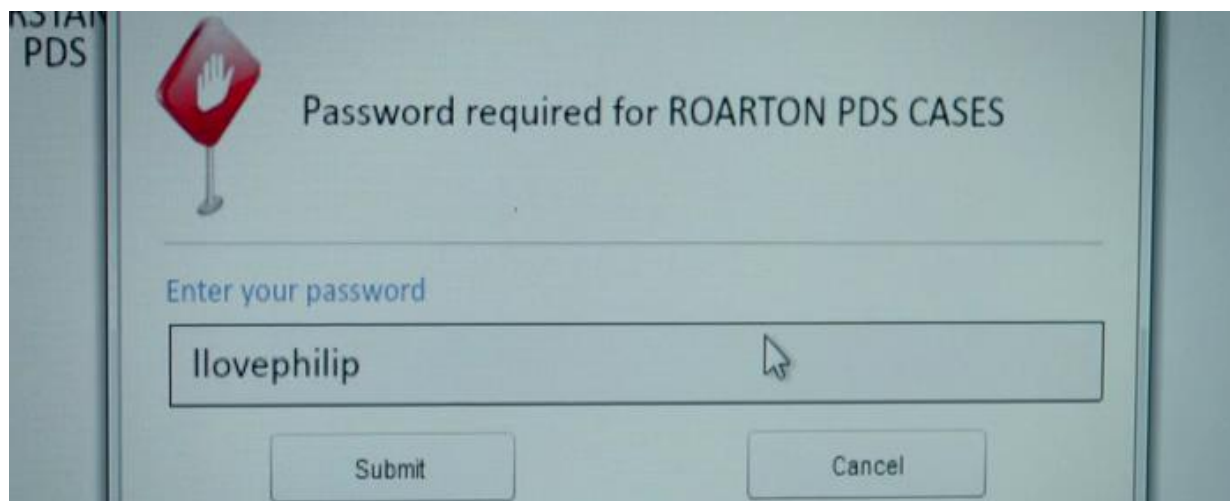 PDS
Password required for ROARTON PDS CASES
Enter your password
Ilovephilip
Submit
Cancel